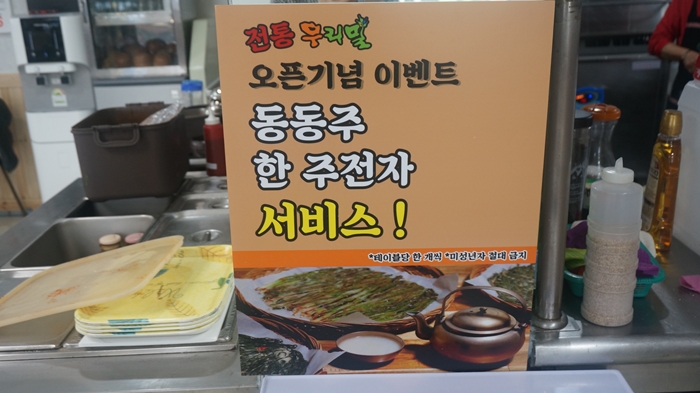 전통 우리밀
오픈기념 이벤트
동동주
한 주전자
서비스!
*테이블당 한 개씩 *미성년자 절대 금지